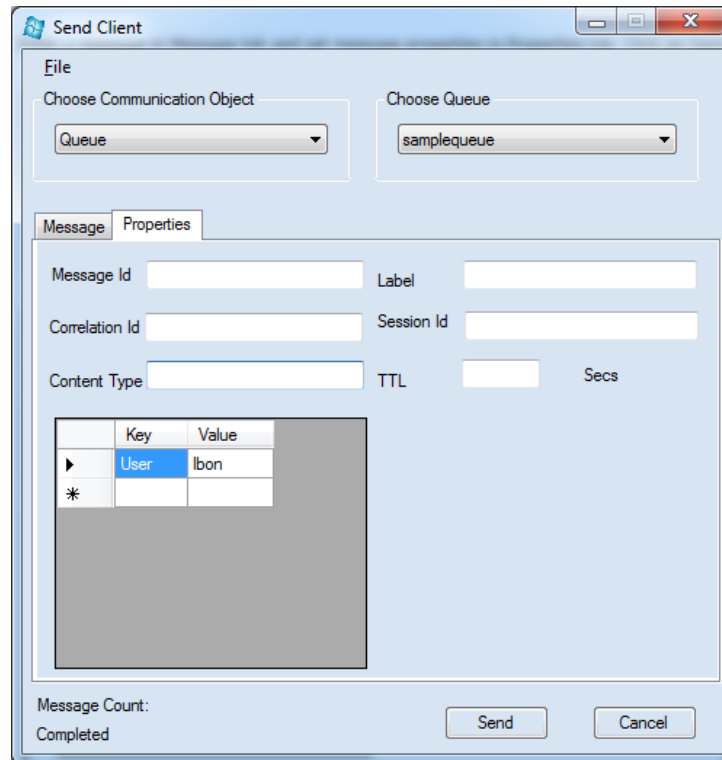 Send Client
File
Choose Communication Object
Choose Queue
Queue
samplequeue
Message
Properties
Message Id
Label
Correlation Id
Session Id
Content Type
TTL
Secs
Key
Value
User
Ibon
Message Count:
Completed
Send
Cancel